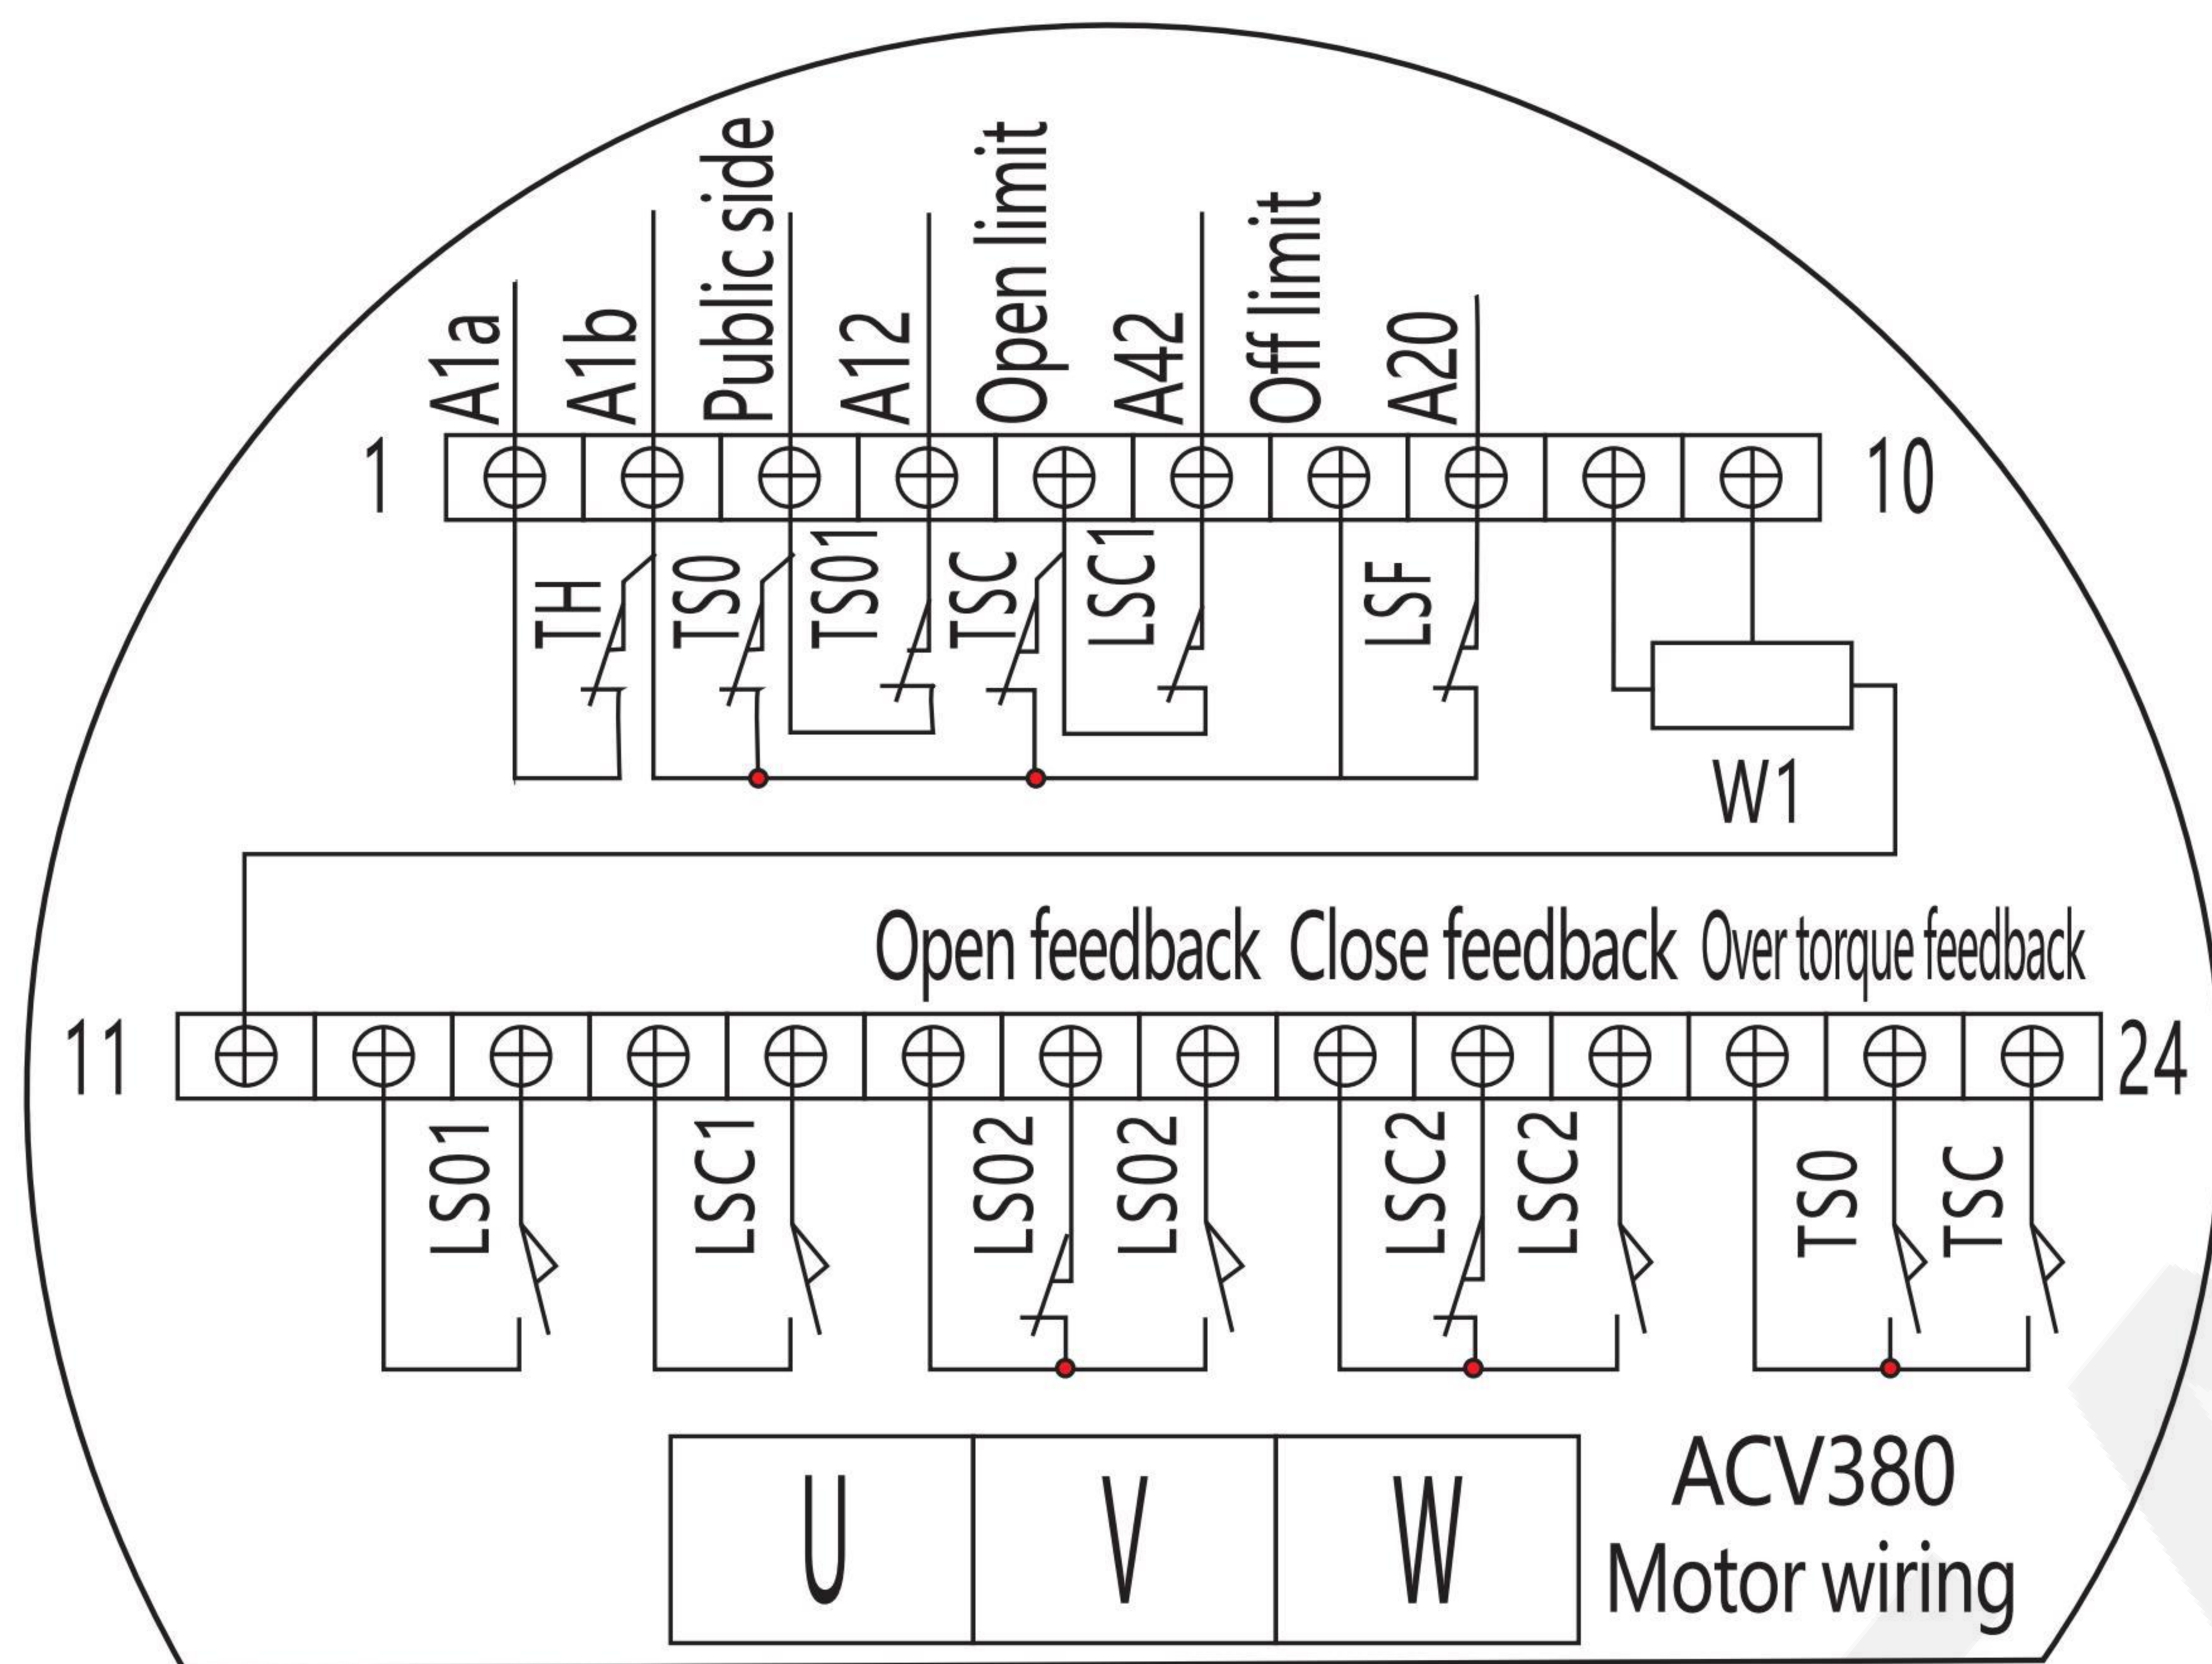 A1a
A1b
Public side
A12
Open limit
A42
Off limit
A20
1
10
TH
TS0
TS01
TSC
LSC1
LSF
W1
Open feedback
Close feedback
Over torque feedback
11
24
LS01
LSC1
LS02
LS02
LSC2
LSC2
TS0
TSC
U
V
W
ACV380
Motor wiring